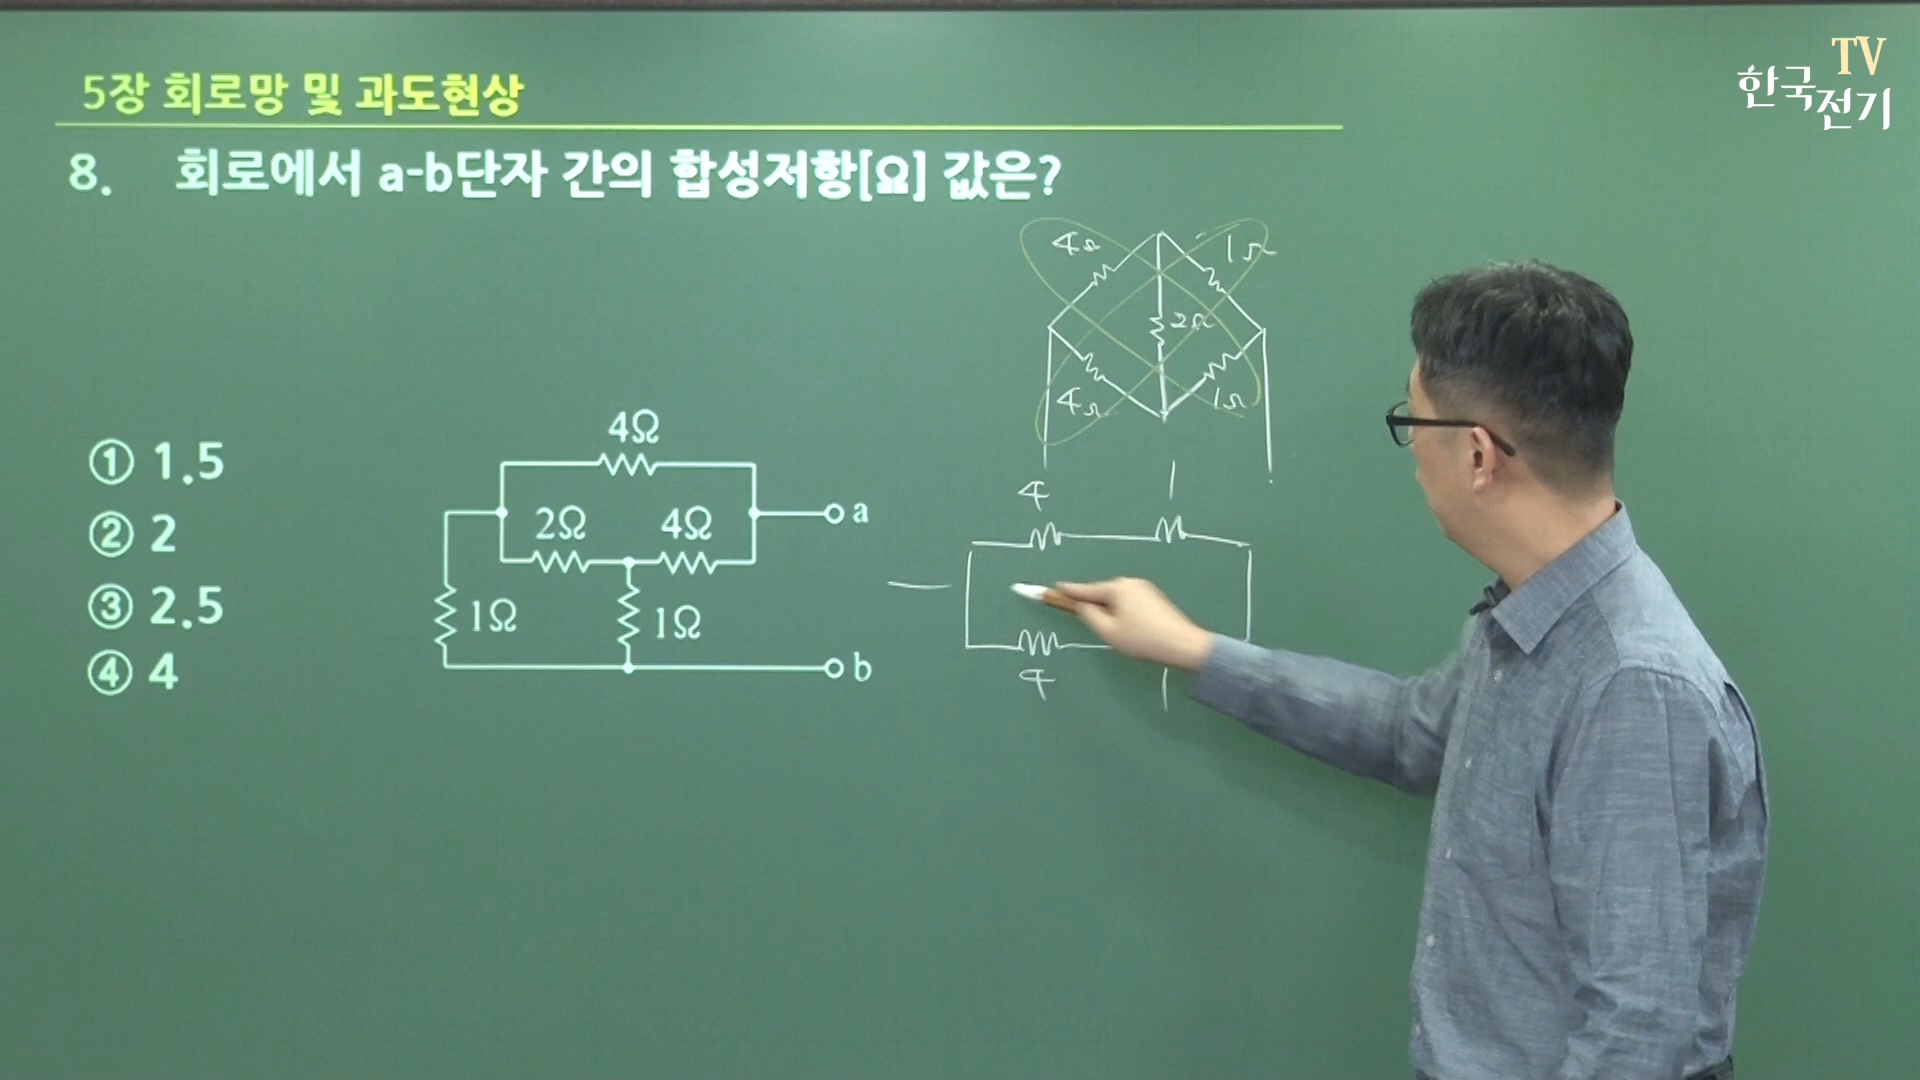 TV
한국전기
5장 회로망 및 과도현상
8. 회로에서 a-b단자 간의 합성저항[Ω] 값은?
① 1.5
② 2
③ 2.5
④ 4
4Ω
2Ω
4Ω
1Ω
1Ω
a
b
4Ω
1Ω
2Ω
4Ω
1Ω
4
1
4
1